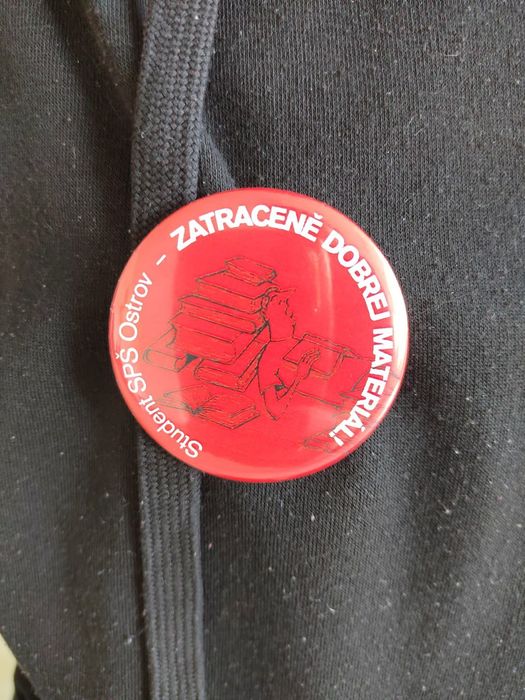 Student SPŠ Ostrov - ZATRACENĚ DOBREJ MATERIÁL!